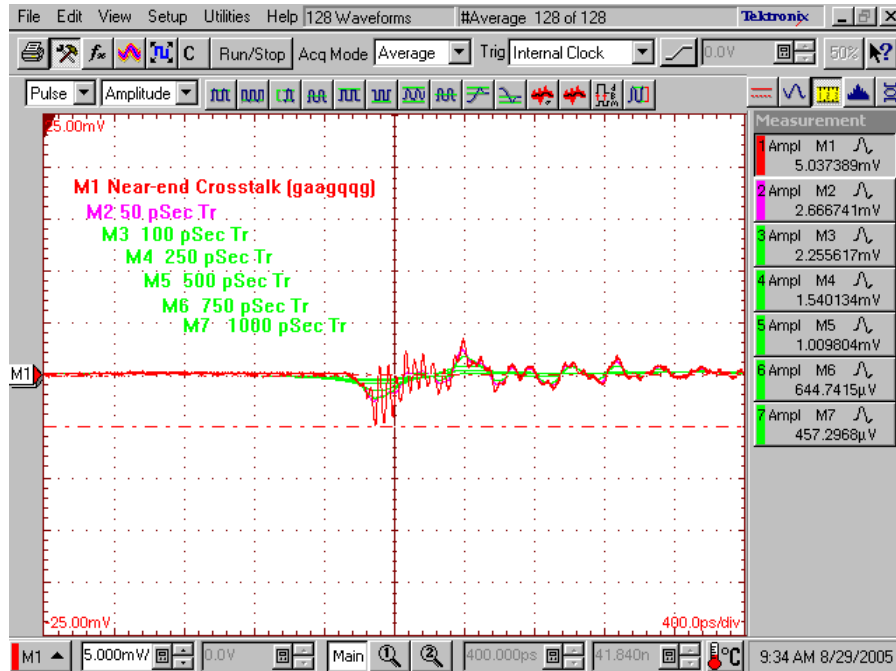 File Edit View Setup Utilities Help 128 Waveforms #Average 128 of 128 Tektronix
Run/Stop Acq Mode Average Trig Internal Clock 0.0V 50%
Pulse Amplitude
25.00mV
M1 Near-end Crosstalk (gaagqqg)
M2 50 pSec Tr
M3 100 pSec Tr
M4 250 pSec Tr
M5 500 pSec Tr
M6 750 pSec Tr
M7 1000 pSec Tr
M1
-25.00mV
400.0ps/div
Measurement
1 Ampl M1
5.037389mV
2 Ampl M2
2.666741mV
3 Ampl M3
2.255617mV
4 Ampl M4
1.540134mV
5 Ampl M5
1.009804mV
6 Ampl M6
644.7415µV
7 Ampl M7
457.2968µV
M1 5.000mV/ 0.0V Main 1 2 400.000ps 41.840n °C 9:34 AM 8/29/2005